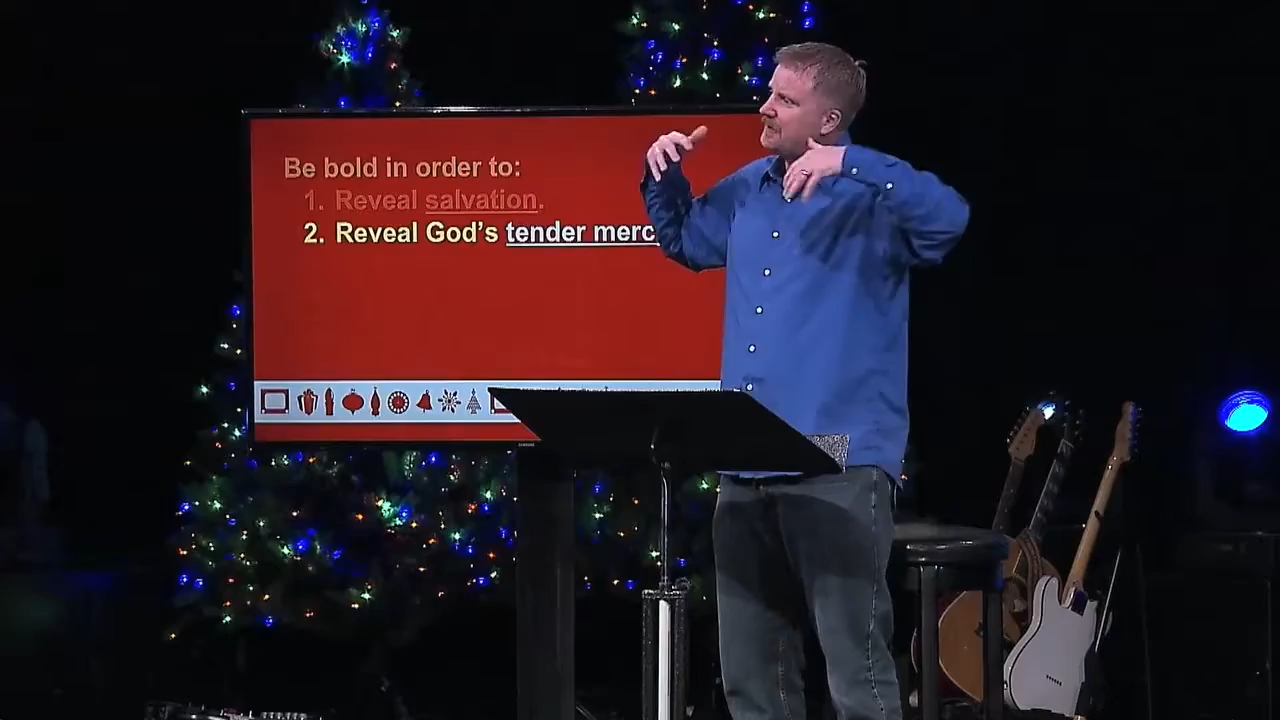 Be bold in order to:
1. Reveal salvation.
2. Reveal God's tender merc